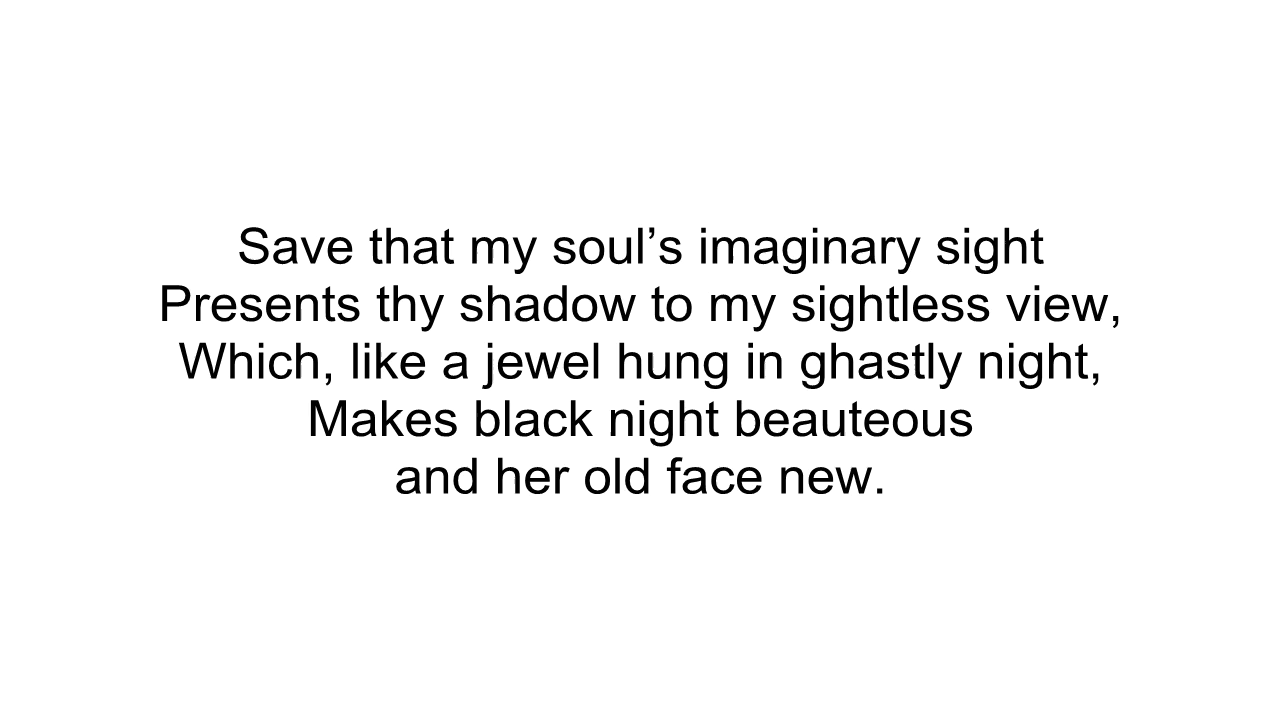 Save that my soul’s imaginary sight
Presents thy shadow to my sightless view,
Which, like a jewel hung in ghastly night,
Makes black night beauteous
and her old face new.